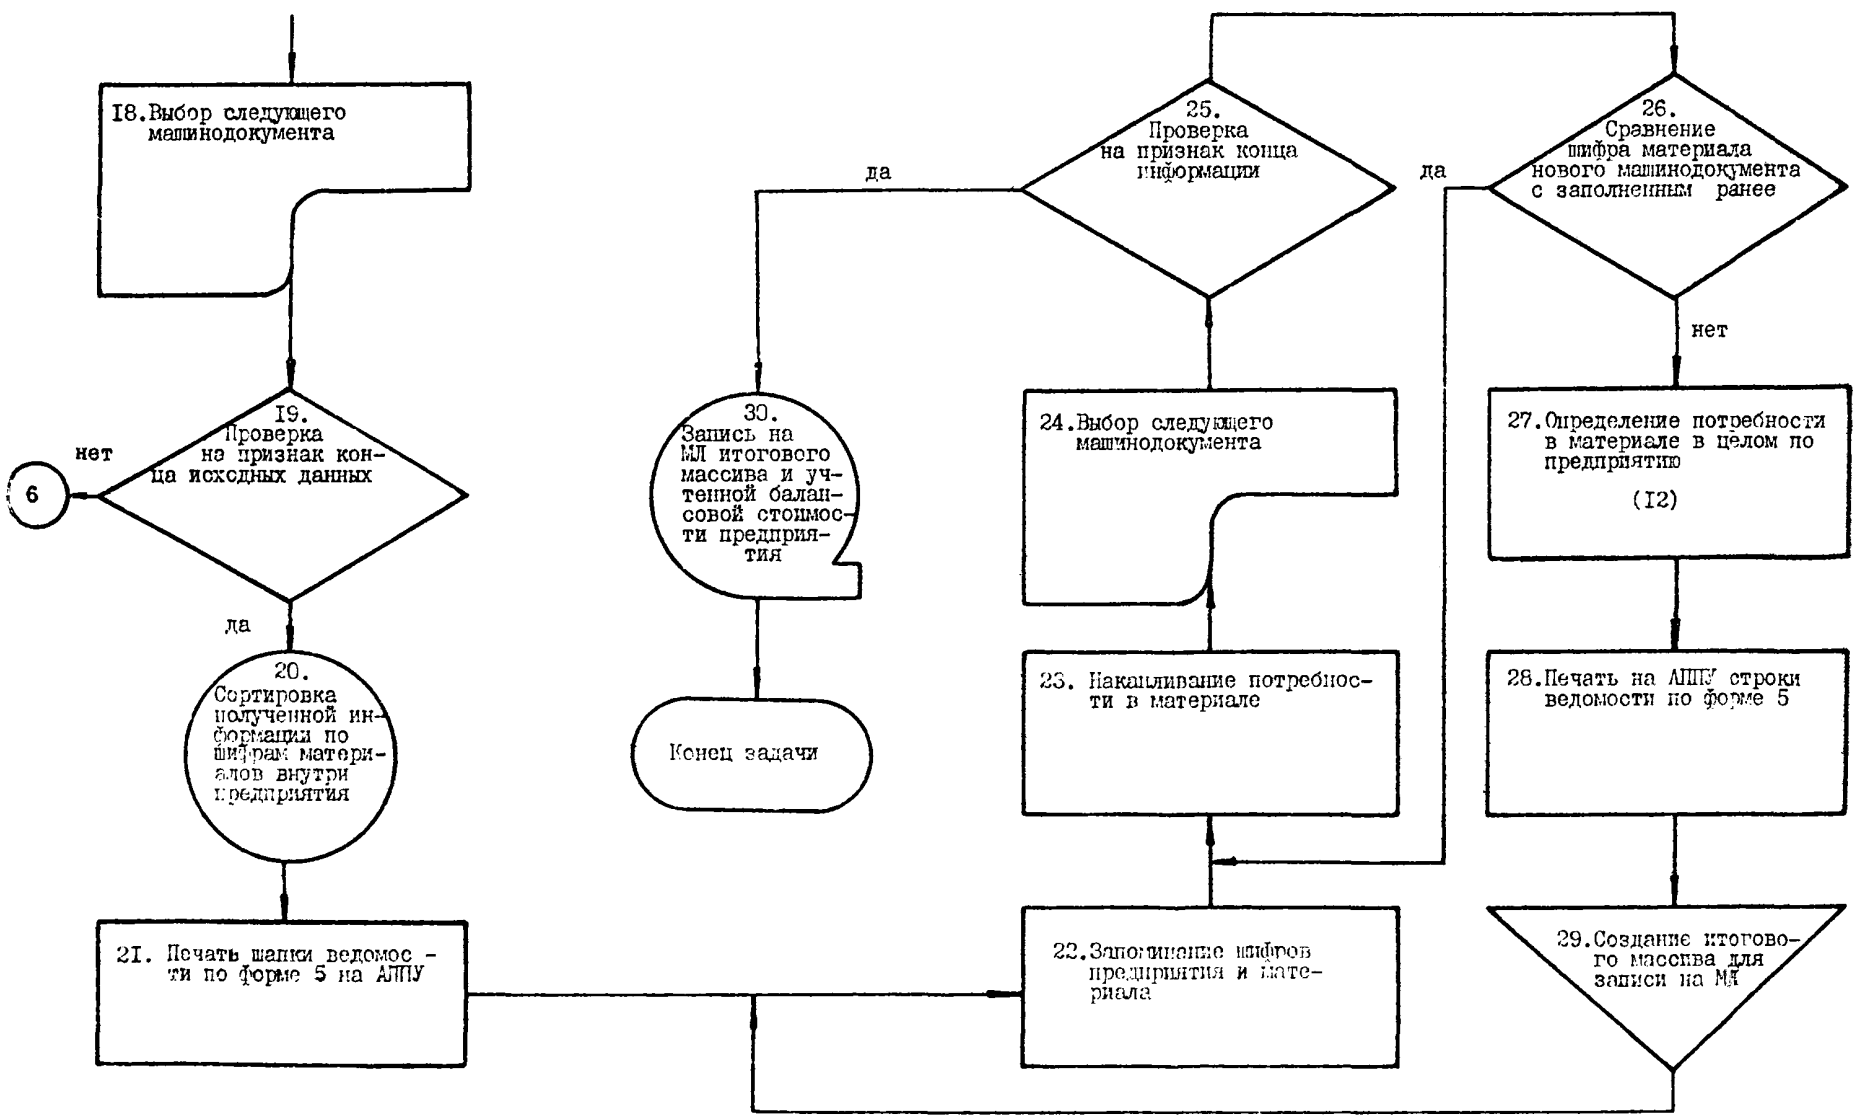 18.Выбор следующего
машинодокумента
19.
Проверка
на признак кон-
ца исходных данных
нет
6
да
20.
Сортировка
полученной ин-
формации по
шифрам матери-
алов внутри
предприятия
21. Печать шапки ведомос -
ти по форме 5 на АЛПУ
22.Запоминание шифров
предприятия и мате-
риала
23. Накапливание потребнос-
ти в материале
24.Выбор следующего
машинодокумента
25.
Проверка
на признак конца
информации
да
30.
Запись на
МЛ итогового
массива и уч-
тенной балан-
совой стоимос-
ти предприя-
тия
Конец задачи
26.
Сравнение
шифра материала
нового машинодокумента
с заполненным ранее
да
нет
27.Определение потребности
в материале в целом по
предприятию
(12)
28.Печать на АЛПУ строки
ведомости по форме 5
29.Создание итогово-
го массива для
записи на МЛ